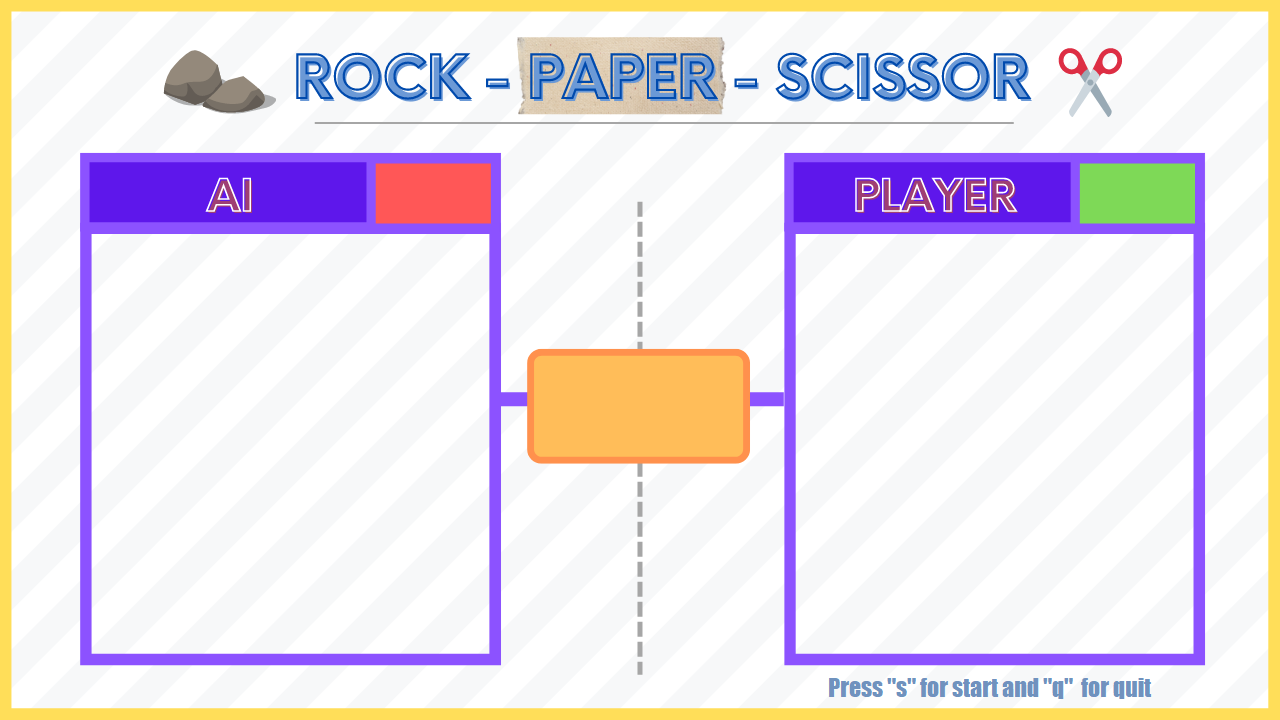 ROCK - PAPER - SCISSOR
AI
PLAYER
Press "s" for start and "q" for quit